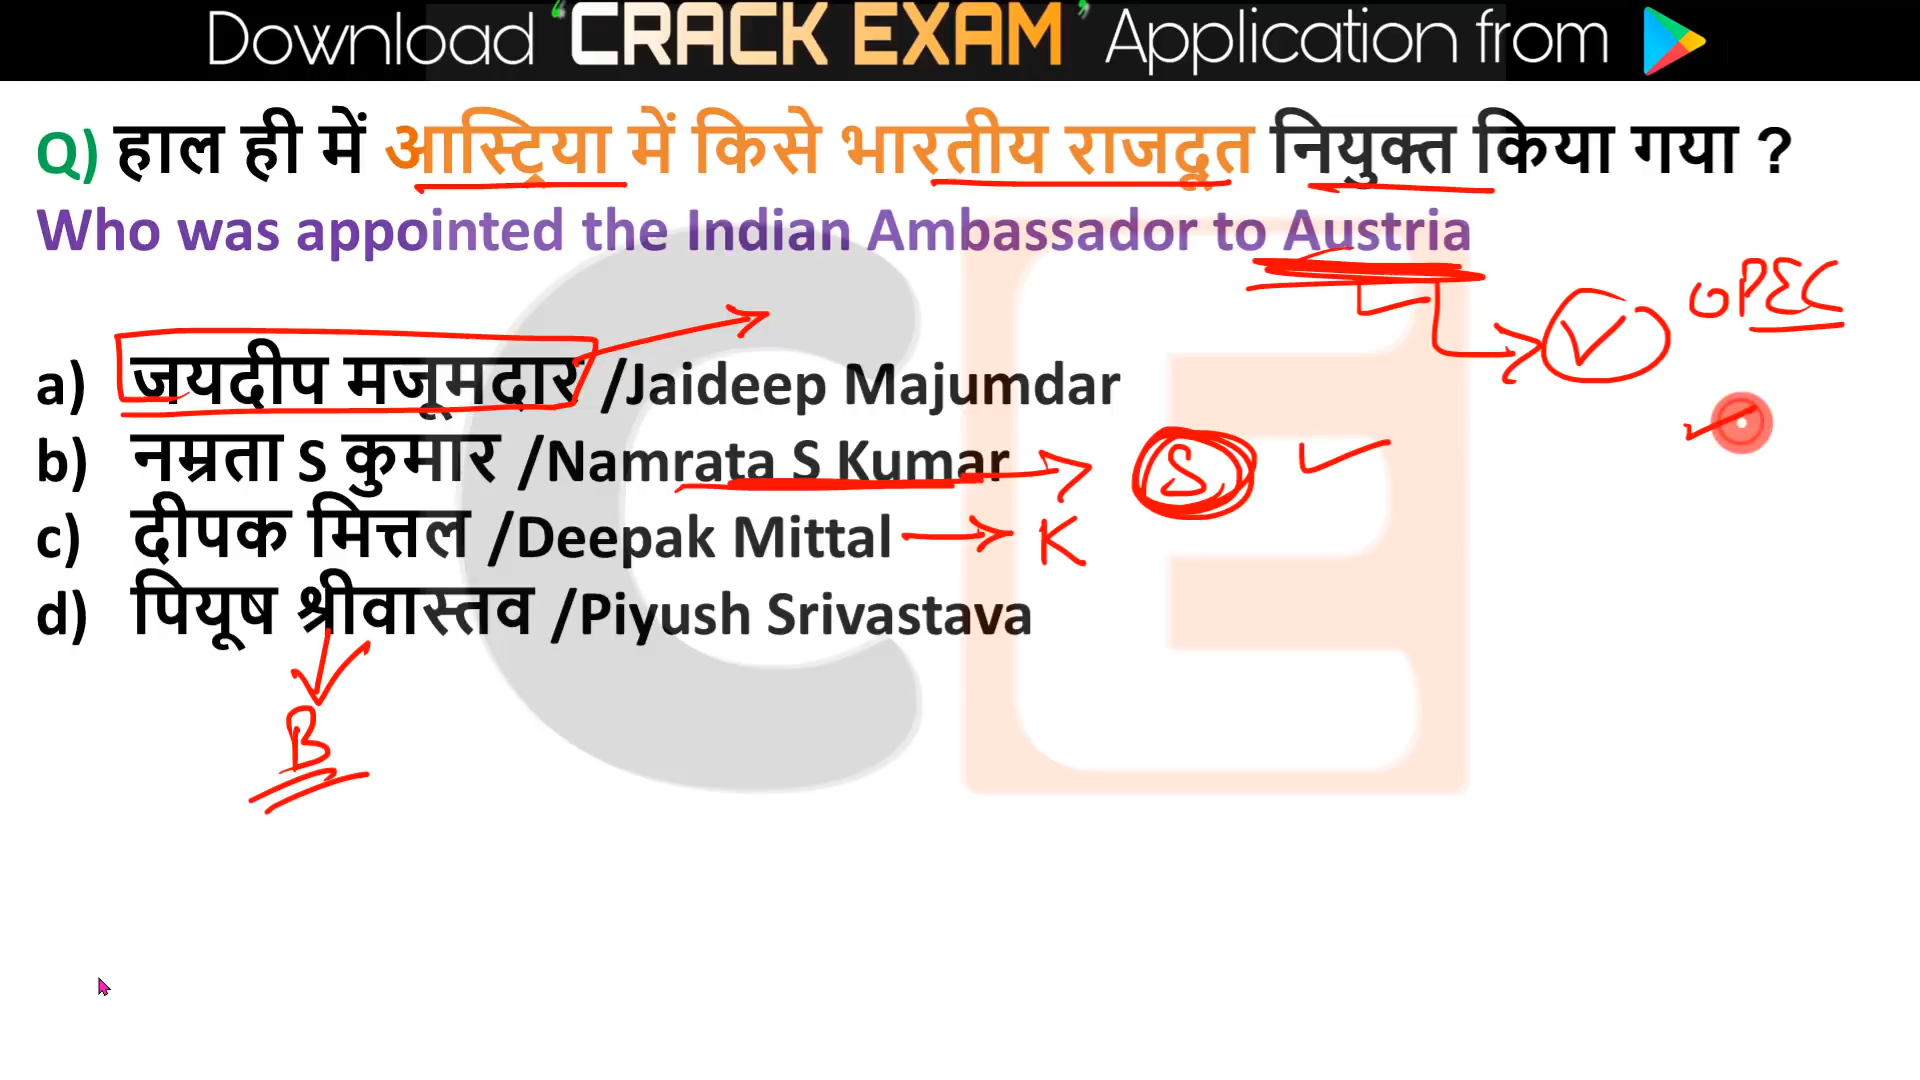 Download ‘CRACK EXAM’ Application from
Q) हाल ही में आस्ट्रिया में किसे भारतीय राजदूत नियुक्त किया गया ?
Who was appointed the Indian Ambassador to Austria
OPEC
a) जयदीप मजूमदार /Jaideep Majumdar
b) नम्रता S कुमार /Namrata S Kumar S
c) दीपक मित्तल /Deepak Mittal K
d) पियूष श्रीवास्तव /Piyush Srivastava
B
CE